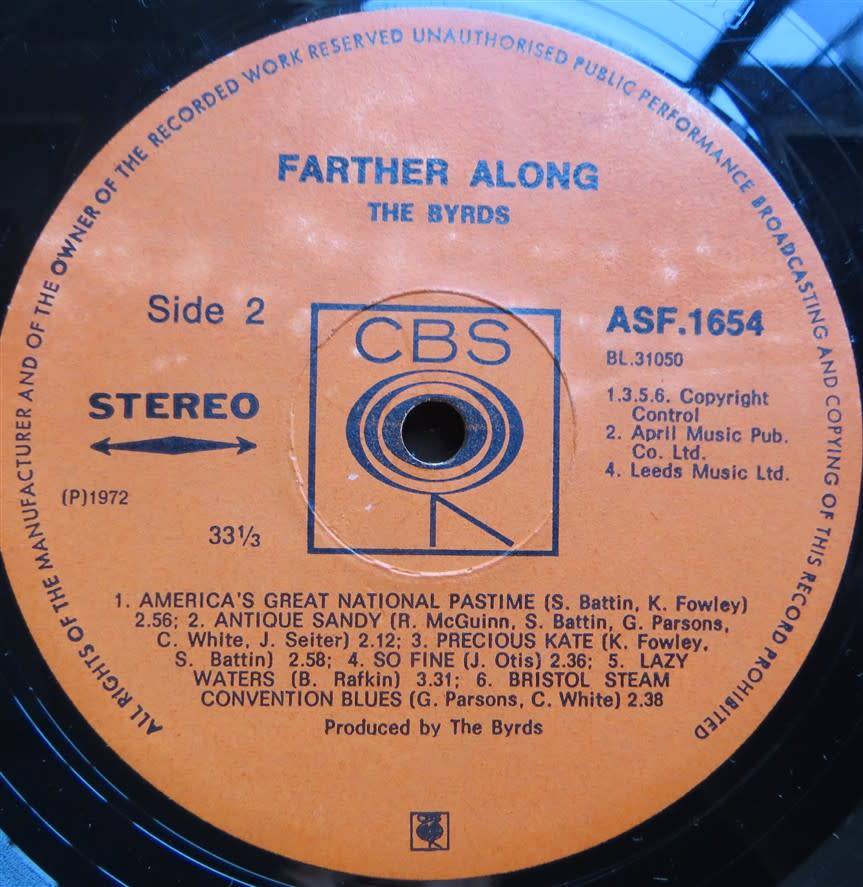 ALL RIGHTS OF THE MANUFACTURER AND OF THE OWNER OF THE RECORDED WORK RESERVED UNAUTHORISED PUBLIC PERFORMANCE BROADCASTING AND COPYING OF THIS RECORD PROHIBITED
FARTHER ALONG
THE BYRDS
Side 2
CBS
ASF.1654
BL.31050
STEREO
1.3.5.6. Copyright
Control
2. April Music Pub.
Co. Ltd.
4. Leeds Music Ltd.
(P)1972
33⅓
1. AMERICA'S GREAT NATIONAL PASTIME (S. Battin, K. Fowley)
2.56; 2. ANTIQUE SANDY (R. McGuinn, S. Battin, G. Parsons,
C. White, J. Seiter) 2.12; 3. PRECIOUS KATE (K. Fowley,
S. Battin) 2.58; 4. SO FINE (J. Otis) 2.36; 5. LAZY
WATERS (B. Rafkin) 3.31; 6. BRISTOL STEAM
CONVENTION BLUES (G. Parsons, C. White) 2.38
Produced by The Byrds